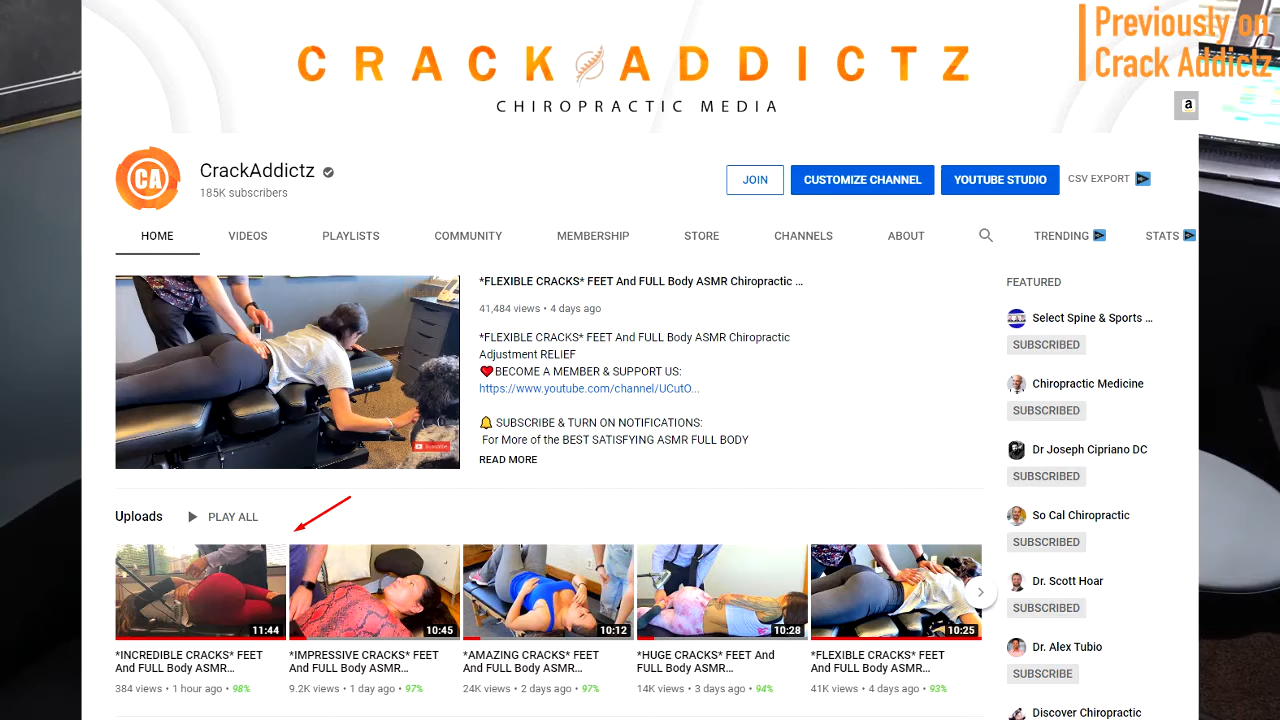 Previously on
Crack Addictz
CRACK ADDICTZ
CHIROPRACTIC MEDIA
a
CA
CrackAddictz
185K subscribers
JOIN
CUSTOMIZE CHANNEL
YOUTUBE STUDIO
CSV EXPORT
HOME
VIDEOS
PLAYLISTS
COMMUNITY
MEMBERSHIP
STORE
CHANNELS
ABOUT
TRENDING
STATS
*FLEXIBLE CRACKS* FEET And FULL Body ASMR Chiropractic ...
41,484 views • 4 days ago
*FLEXIBLE CRACKS* FEET And FULL Body ASMR Chiropractic
Adjustment RELIEF
❤️BECOME A MEMBER & SUPPORT US:
https://www.youtube.com/channel/UCutO...
🔔 SUBSCRIBE & TURN ON NOTIFICATIONS:
For More of the BEST SATISFYING ASMR FULL BODY
READ MORE
Subscribe
FEATURED
Select Spine & Sports ...
SUBSCRIBED
Chiropractic Medicine
SUBSCRIBED
Dr Joseph Cipriano DC
SUBSCRIBED
So Cal Chiropractic
SUBSCRIBED
Dr. Scott Hoar
SUBSCRIBED
Dr. Alex Tubio
SUBSCRIBE
Discover Chiropractic
Uploads
PLAY ALL
11:44
*INCREDIBLE CRACKS* FEET
And FULL Body ASMR...
384 views • 1 hour ago • 98%
10:45
*IMPRESSIVE CRACKS* FEET
And FULL Body ASMR...
9.2K views • 1 day ago • 97%
10:12
*AMAZING CRACKS* FEET
And FULL Body ASMR...
24K views • 2 days ago • 97%
10:28
*HUGE CRACKS* FEET And
FULL Body ASMR...
14K views • 3 days ago • 94%
10:25
*FLEXIBLE CRACKS* FEET
And FULL Body ASMR...
41K views • 4 days ago • 93%